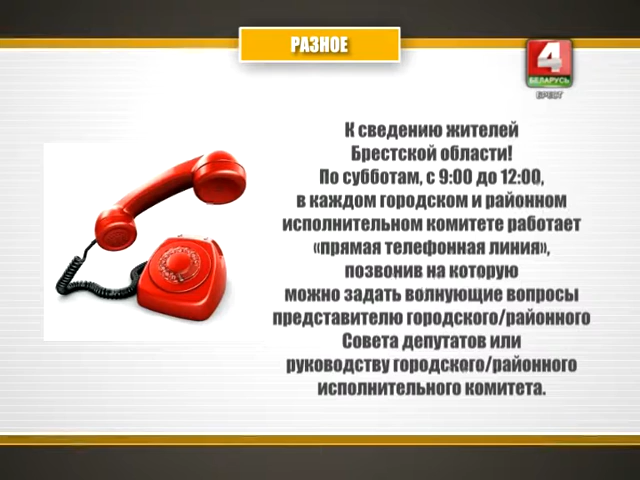 РАЗНОЕ
4
БЕЛАРУСЬ
БРЕСТ
К сведению жителей
Брестской области!
По субботам, с 9:00 до 12:00,
в каждом городском и районном
исполнительном комитете работает
«прямая телефонная линия»,
позвонив на которую
можно задать волнующие вопросы
представителю городского/районного
Совета депутатов или
руководству городского/районного
исполнительного комитета.